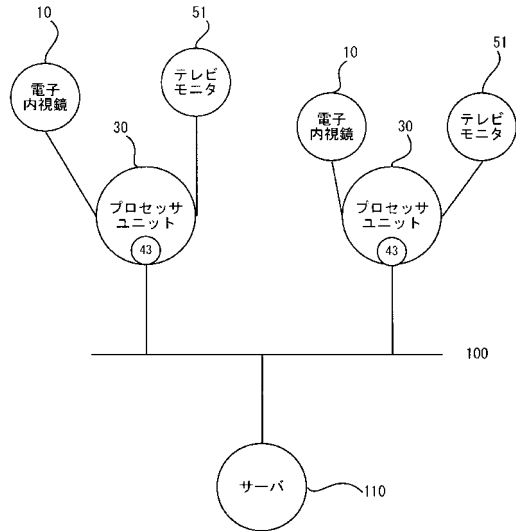 10
51
電子
内視鏡
テレビ
モニタ
30
プロセッサ
ユニット
43
10
51
電子
内視鏡
テレビ
モニタ
30
プロセッサ
ユニット
43
100
サーバ
110